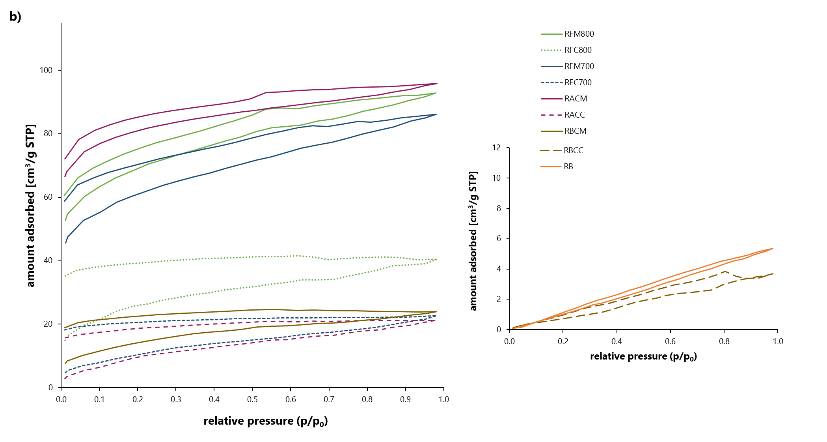 b)
RFM800
RFC800
RFM700
RFC700
RACM
RACC
RBCM
RBCC
RB
amount adsorbed [cm³/g STP]
100
80
60
40
20
0
0.0 0.1 0.2 0.3 0.4 0.5 0.6 0.7 0.8 0.9 1.0
relative pressure (p/p₀)
amount adsorbed [cm³/g STP]
12
10
8
6
4
2
0
0.0 0.2 0.4 0.6 0.8 1.0
relative pressure (p/p₀)